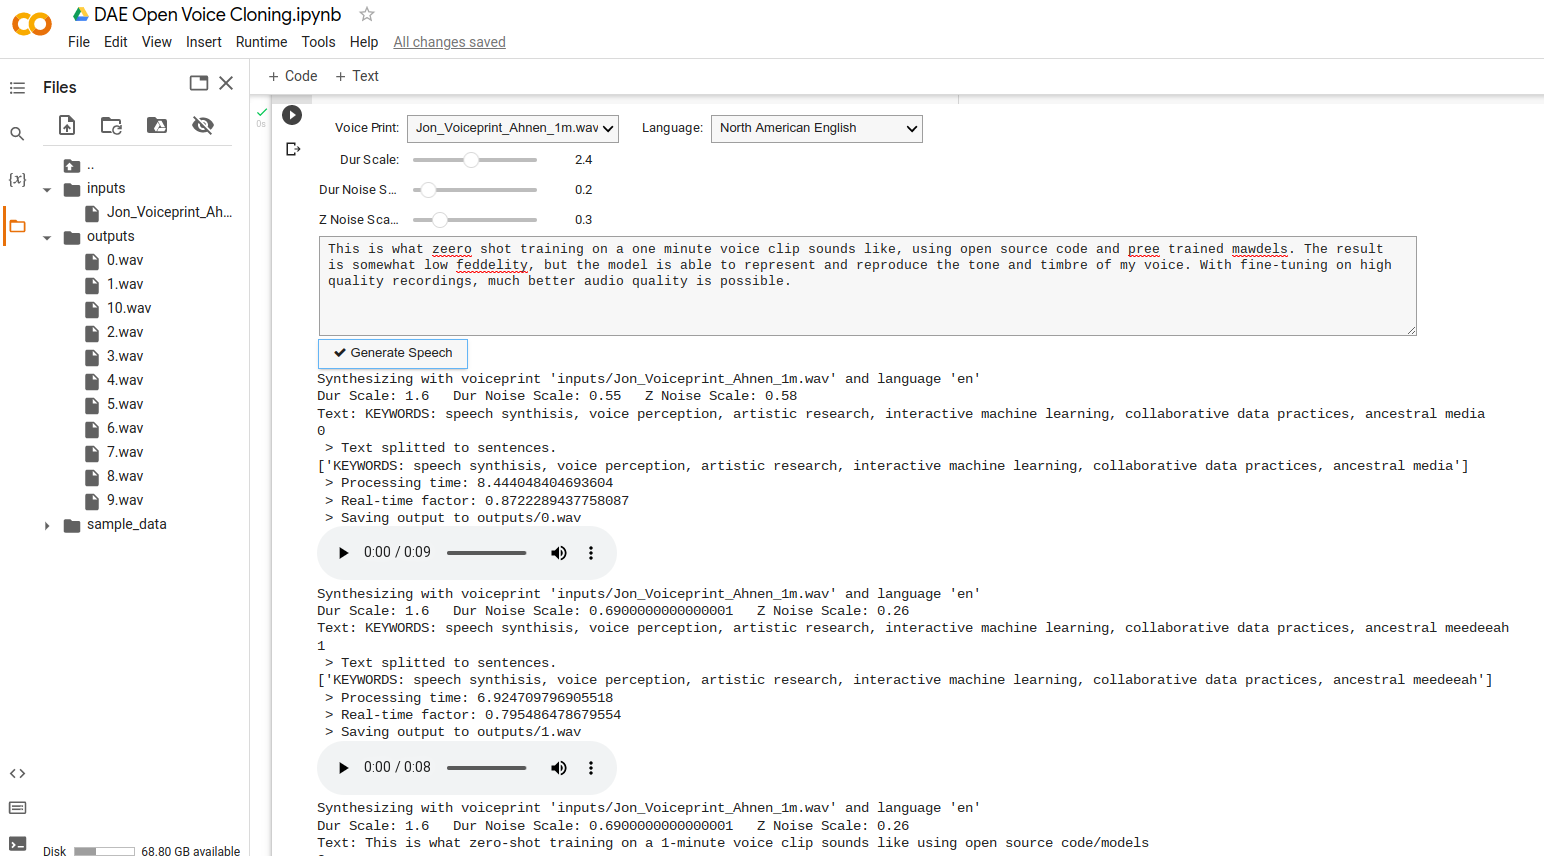 DAE Open Voice Cloning.ipynb
File Edit View Insert Runtime Tools Help All changes saved
Files
+ Code + Text
..
inputs
Jon_Voiceprint_Ah...
outputs
0.wav
1.wav
10.wav
2.wav
3.wav
4.wav
5.wav
6.wav
7.wav
8.wav
9.wav
sample_data
{x}
Disk 68.80 GB available
0s
Voice Print: Jon_Voiceprint_Ahnen_1m.wav Language: North American English
Dur Scale: 2.4
Dur Noise S... 0.2
Z Noise Sca... 0.3
This is what zeero shot training on a one minute voice clip sounds like, using open source code and pree trained mawdels. The result
is somewhat low feddelity, but the model is able to represent and reproduce the tone and timbre of my voice. With fine-tuning on high
quality recordings, much better audio quality is possible.
Generate Speech
Synthesizing with voiceprint 'inputs/Jon_Voiceprint_Ahnen_1m.wav' and language 'en'
Dur Scale: 1.6 Dur Noise Scale: 0.55 Z Noise Scale: 0.58
Text: KEYWORDS: speech synthisis, voice perception, artistic research, interactive machine learning, collaborative data practices, ancestral media
0
> Text splitted to sentences.
['KEYWORDS: speech synthisis, voice perception, artistic research, interactive machine learning, collaborative data practices, ancestral media']
> Processing time: 8.444048404693604
> Real-time factor: 0.8722289437758087
> Saving output to outputs/0.wav
0:00 / 0:09
Synthesizing with voiceprint 'inputs/Jon_Voiceprint_Ahnen_1m.wav' and language 'en'
Dur Scale: 1.6 Dur Noise Scale: 0.6900000000000001 Z Noise Scale: 0.26
Text: KEYWORDS: speech synthisis, voice perception, artistic research, interactive machine learning, collaborative data practices, ancestral meedeeah
1
> Text splitted to sentences.
['KEYWORDS: speech synthisis, voice perception, artistic research, interactive machine learning, collaborative data practices, ancestral meedeeah']
> Processing time: 6.924709796905518
> Real-time factor: 0.795486478679554
> Saving output to outputs/1.wav
0:00 / 0:08
Synthesizing with voiceprint 'inputs/Jon_Voiceprint_Ahnen_1m.wav' and language 'en'
Dur Scale: 1.6 Dur Noise Scale: 0.6900000000000001 Z Noise Scale: 0.26
Text: This is what zero-shot training on a 1-minute voice clip sounds like using open source code/models